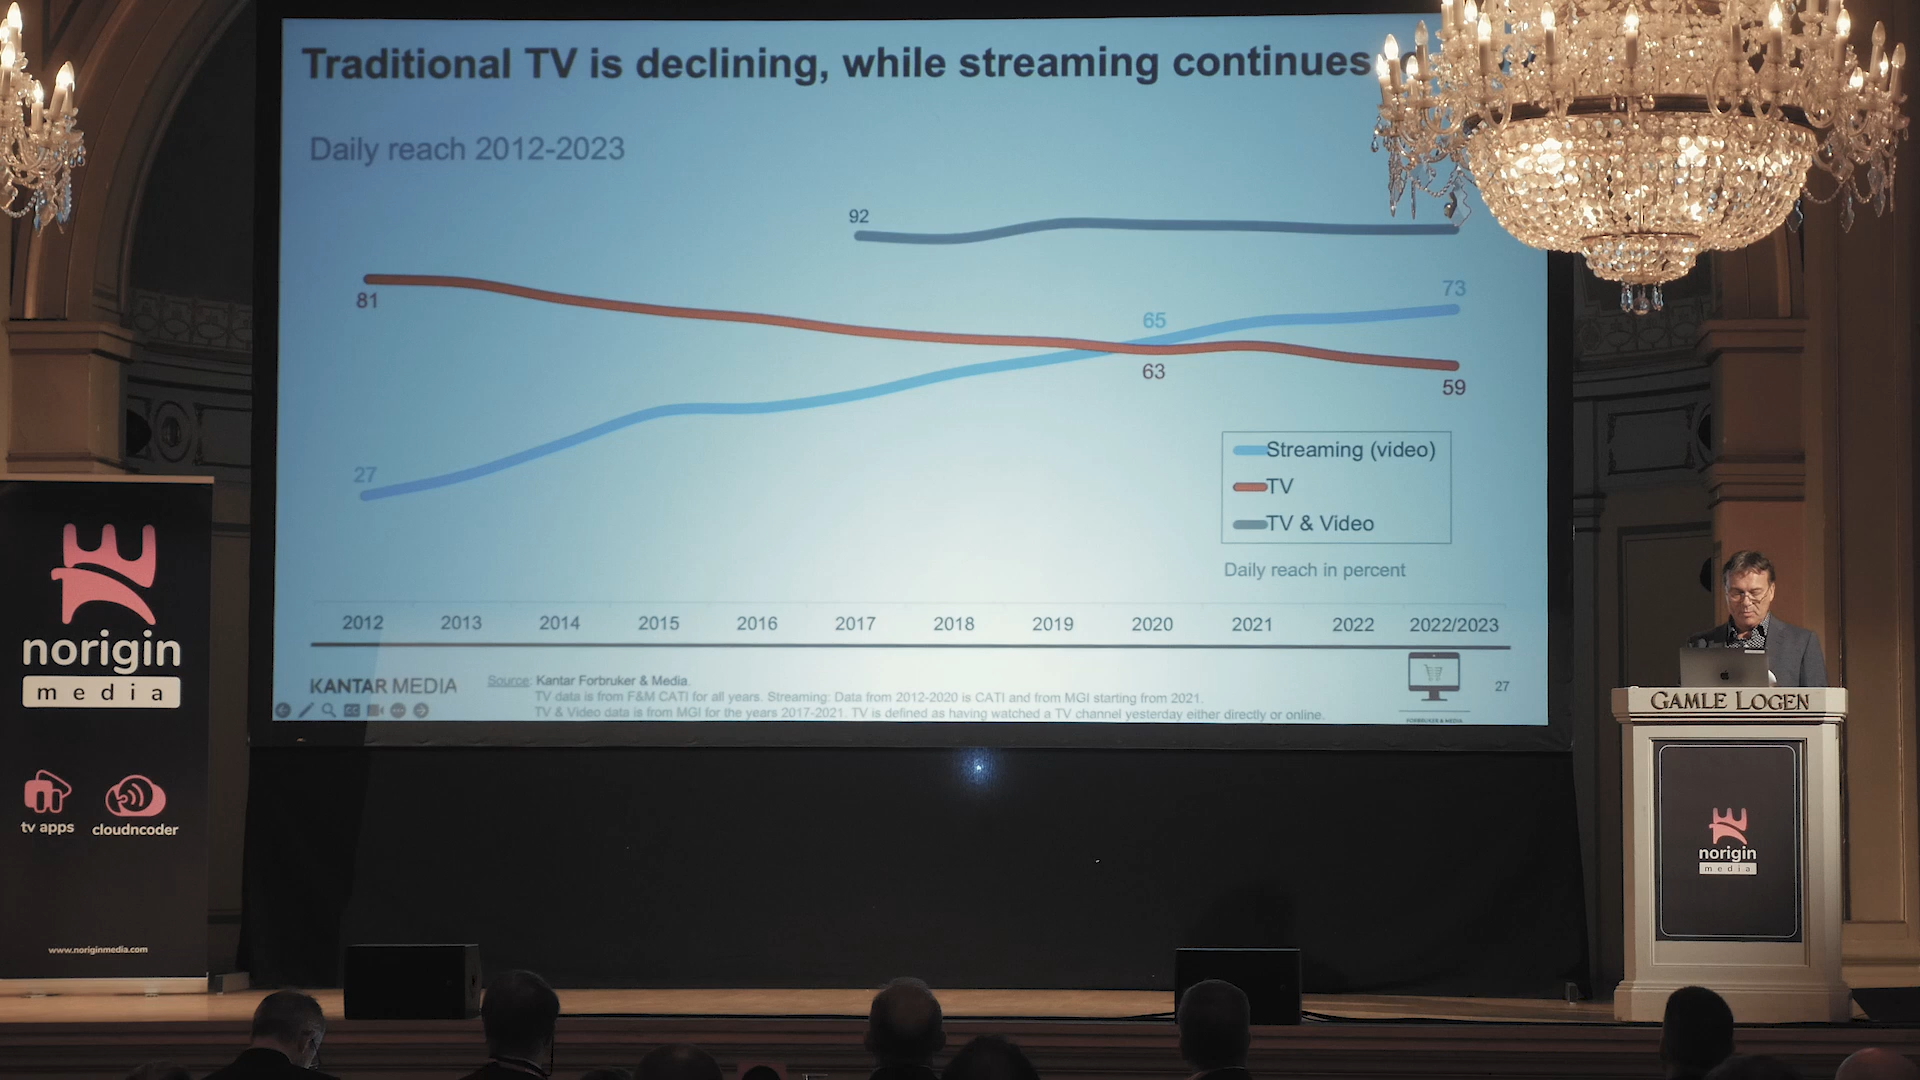 Traditional TV is declining, while streaming continues
Daily reach 2012-2023
92
81
73
65
63
59
27
Streaming (video)
TV
TV & Video
Daily reach in percent
2012 2013 2014 2015 2016 2017 2018 2019 2020 2021 2022 2022/2023
KANTAR MEDIA
Source: Kantar Forbruker & Media.
TV data is from F&M CATI for all years. Streaming: Data from 2012-2020 is CATI and from MGI starting from 2021.
TV & Video data is from MGI for the years 2017-2021. TV is defined as having watched a TV channel yesterday either directly or online.
FORBRUKER & MEDIA
27
norigin
media
tv apps
cloudncoder
www.noriginmedia.com
GAMLE LOGEN
norigin
media